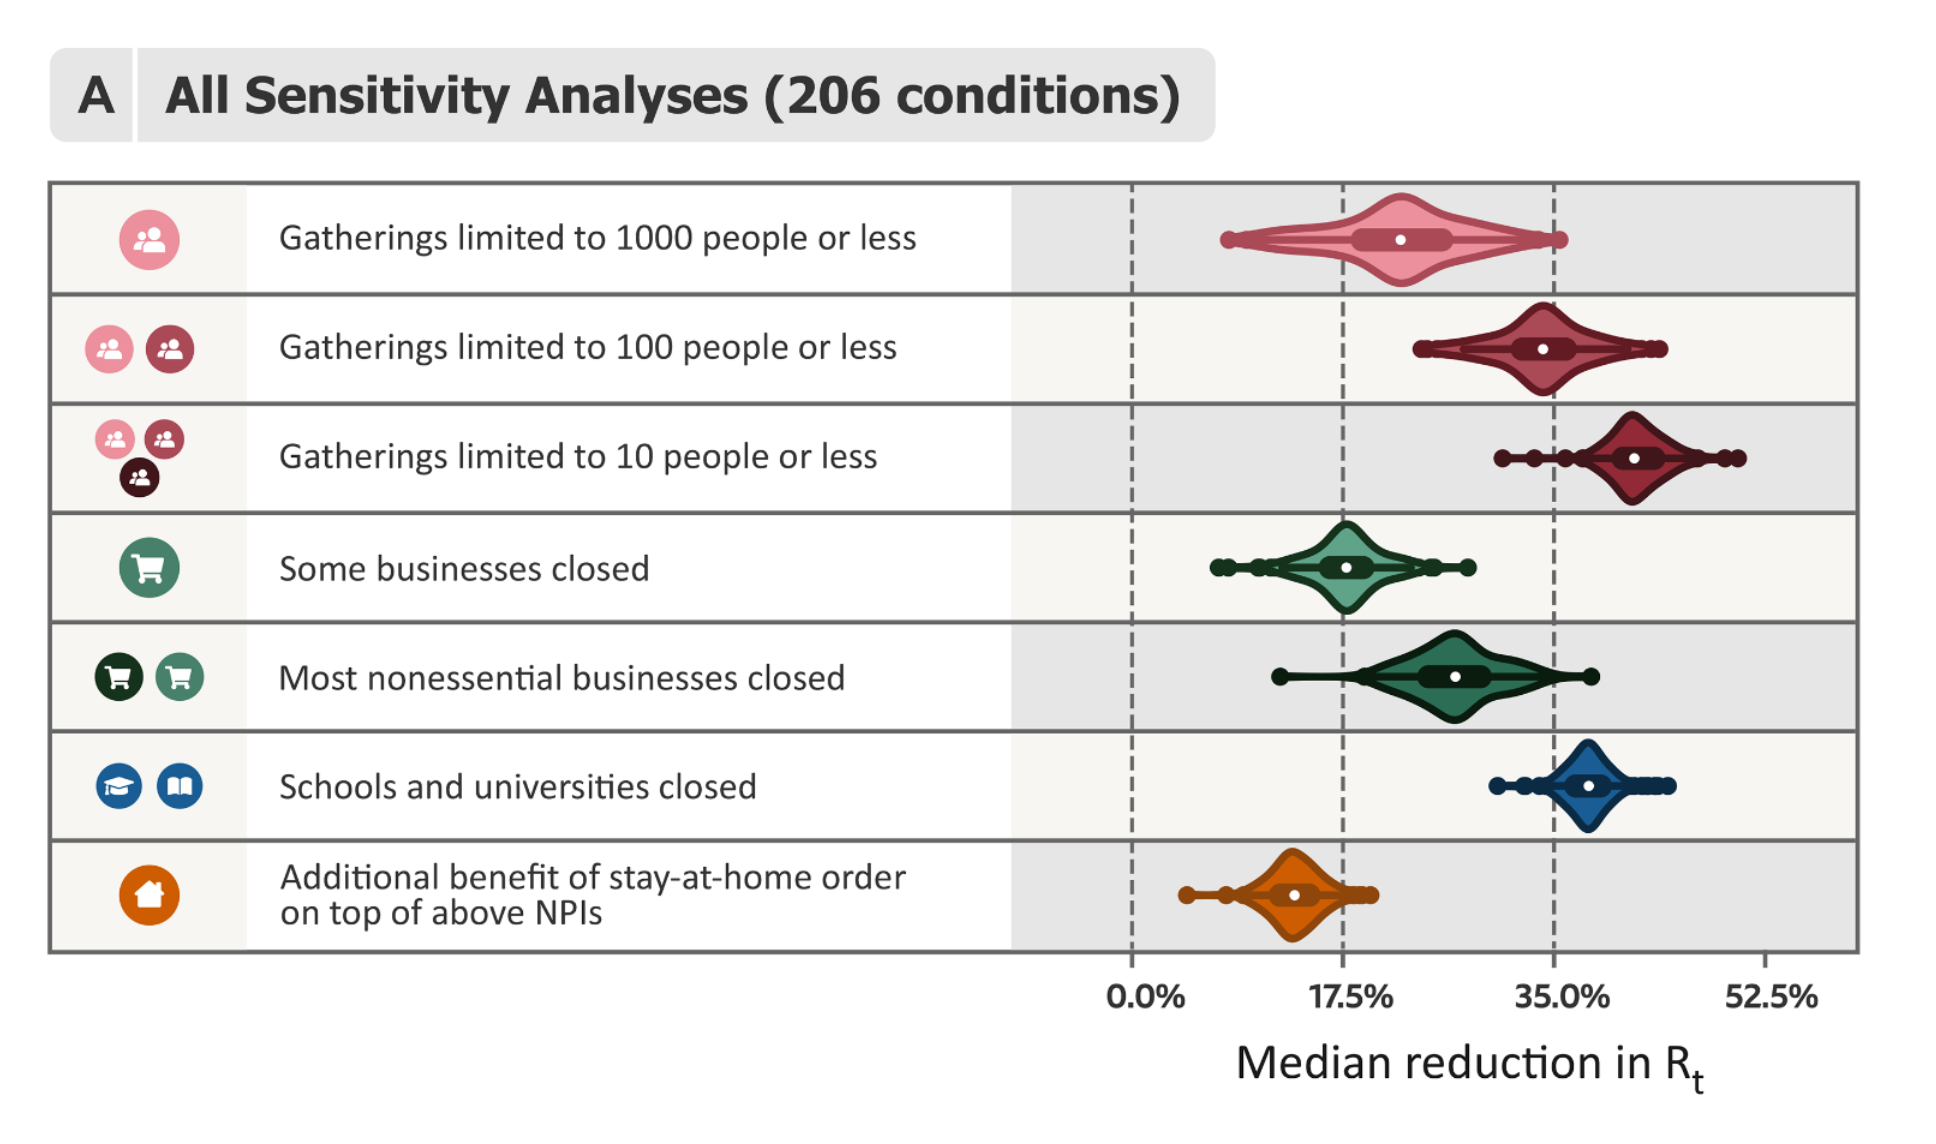 A All Sensitivity Analyses (206 conditions)
Gatherings limited to 1000 people or less
Gatherings limited to 100 people or less
Gatherings limited to 10 people or less
Some businesses closed
Most nonessential businesses closed
Schools and universities closed
Additional benefit of stay-at-home order
on top of above NPIs
0.0% 17.5% 35.0% 52.5%
Median reduction in Rt